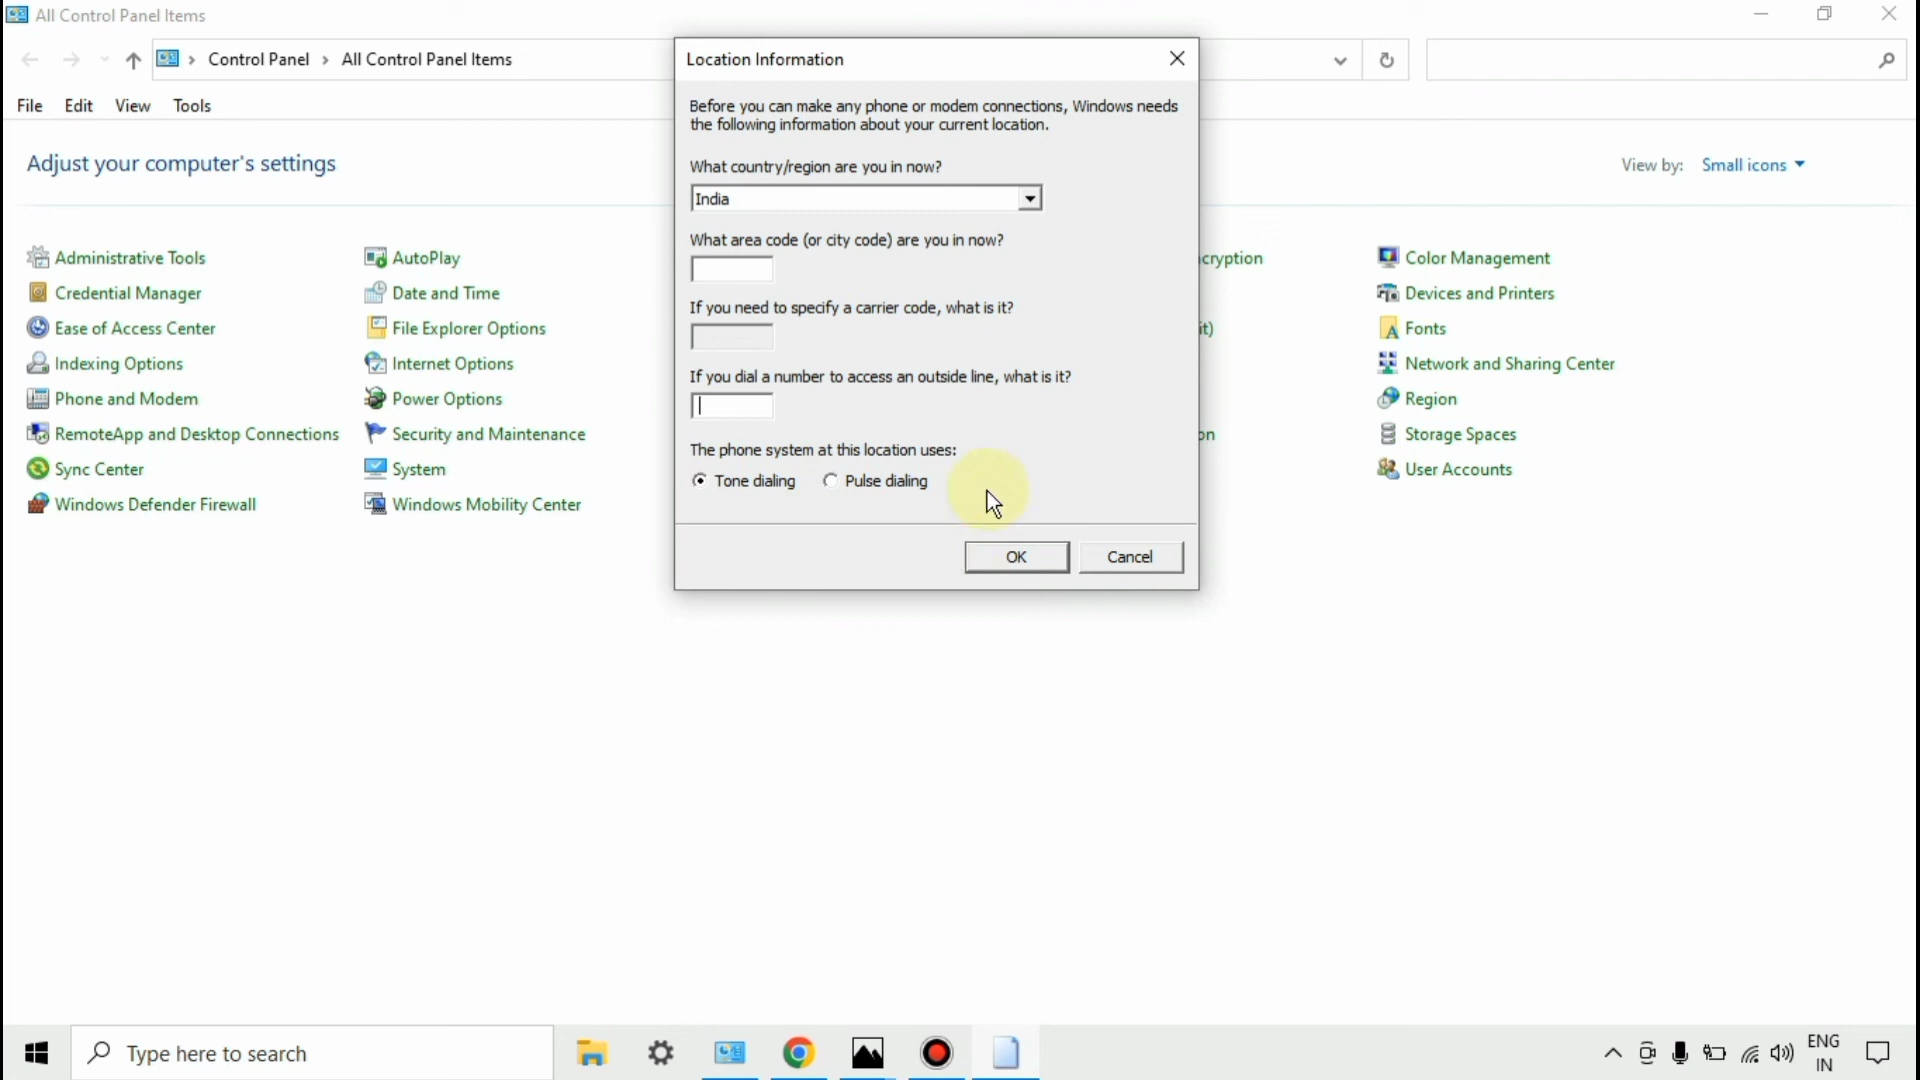 All Control Panel Items
Control Panel > All Control Panel Items
File Edit View Tools
Adjust your computer's settings
View by: Small icons
Administrative Tools
Credential Manager
Ease of Access Center
Indexing Options
Phone and Modem
RemoteApp and Desktop Connections
Sync Center
Windows Defender Firewall
AutoPlay
Date and Time
File Explorer Options
Internet Options
Power Options
Security and Maintenance
System
Windows Mobility Center
Color Management
Devices and Printers
Fonts
Network and Sharing Center
Region
Storage Spaces
User Accounts
Location Information
Before you can make any phone or modem connections, Windows needs
the following information about your current location.
What country/region are you in now?
India
What area code (or city code) are you in now?
If you need to specify a carrier code, what is it?
If you dial a number to access an outside line, what is it?
The phone system at this location uses:
Tone dialing Pulse dialing
OK Cancel
Type here to search
ENG
IN